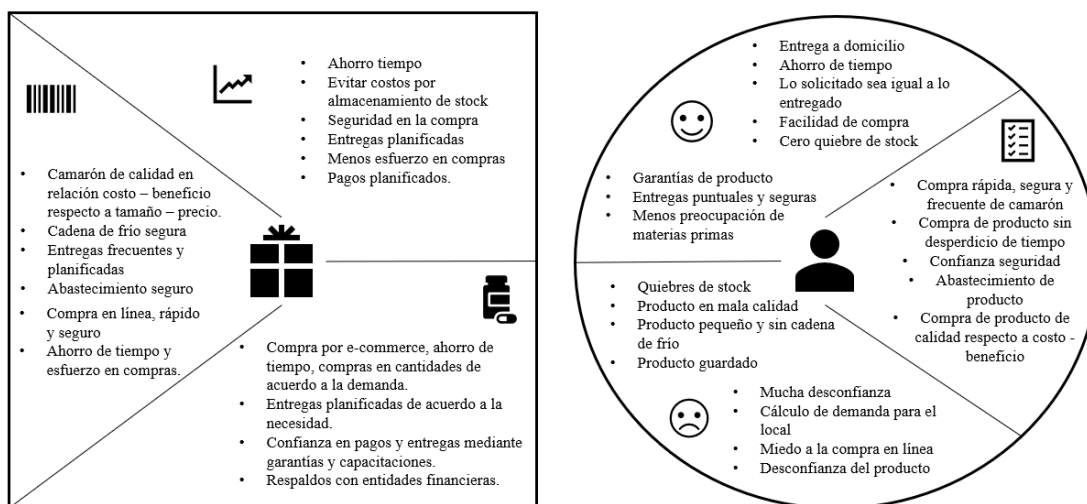 • Ahorro tiempo
• Evitar costos por
almacenamiento de stock
• Seguridad en la compra
• Entregas planificadas
• Menos esfuerzo en compras
• Pagos planificados.
• Camarón de calidad en
relación costo – beneficio
respecto a tamaño – precio.
• Cadena de frío segura
• Entregas frecuentes y
planificadas
• Abastecimiento seguro
• Compra en línea, rápido
y seguro
• Ahorro de tiempo y
esfuerzo en compras.
• Compra por e-commerce, ahorro de
tiempo, compras en cantidades de
acuerdo a la demanda.
• Entregas planificadas de acuerdo a la
necesidad.
• Confianza en pagos y entregas mediante
garantías y capacitaciones.
• Respaldos con entidades financieras.
• Entrega a domicilio
• Ahorro de tiempo
• Lo solicitado sea igual a lo
entregado
• Facilidad de compra
• Cero quiebre de stock
• Garantías de producto
• Entregas puntuales y seguras
• Menos preocupación de
materias primas
• Compra rápida, segura y
frecuente de camarón
• Compra de producto sin
desperdicio de tiempo
• Confianza seguridad
• Abastecimiento de
producto
• Compra de producto de
calidad respecto a costo -
beneficio
• Quiebres de stock
• Producto en mala calidad
• Producto pequeño y sin cadena
de frío
• Producto guardado
• Mucha desconfianza
• Cálculo de demanda para el
local
• Miedo a la compra en línea
• Desconfianza del producto